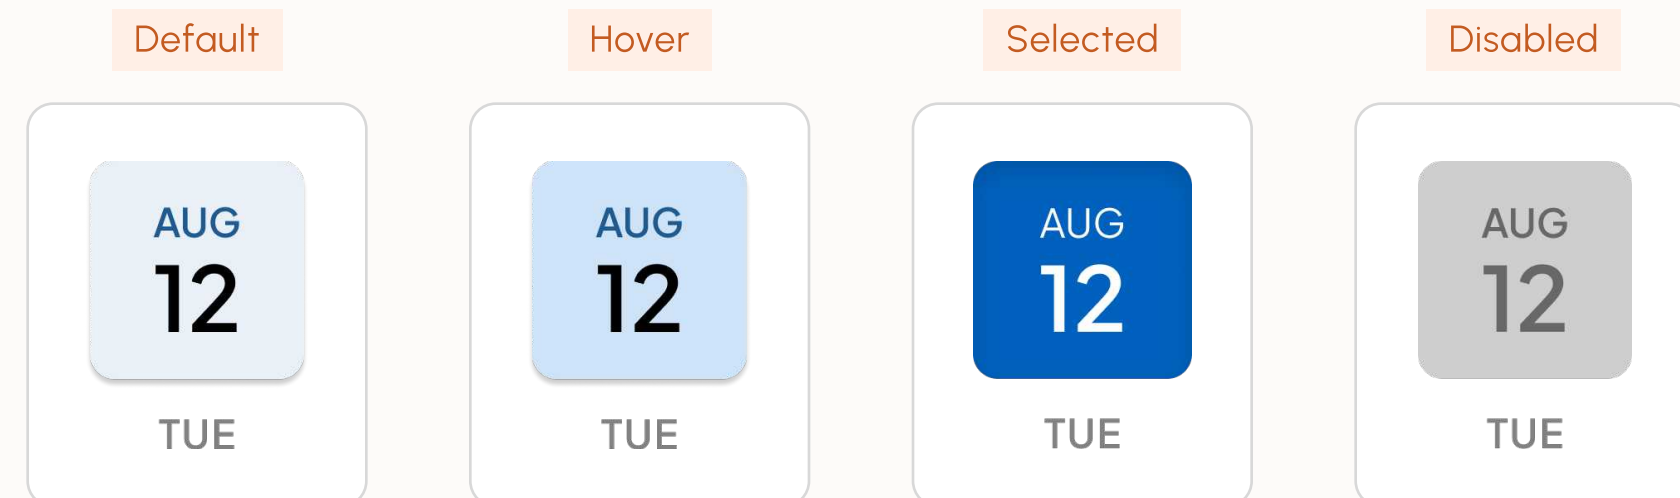 Default
Hover
Selected
Disabled
AUG
12
TUE
AUG
12
TUE
AUG
12
TUE
AUG
12
TUE